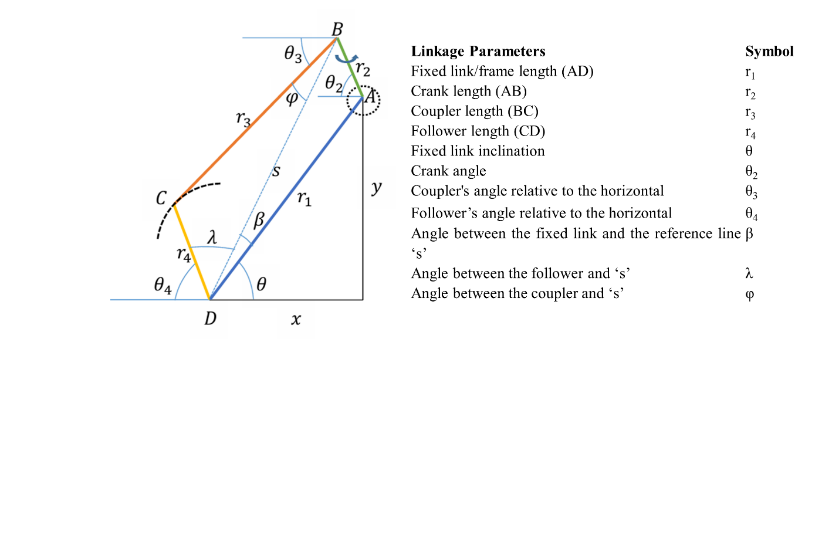 B
θ3
r2
θ2
A
φ
r3
s
y
C
r1
β
λ
r4
θ4
θ
D
x
Linkage Parameters Symbol
Fixed link/frame length (AD) r1
Crank length (AB) r2
Coupler length (BC) r3
Follower length (CD) r4
Fixed link inclination θ
Crank angle θ2
Coupler's angle relative to the horizontal θ3
Follower’s angle relative to the horizontal θ4
Angle between the fixed link and the reference line β
‘s’
Angle between the follower and ‘s’ λ
Angle between the coupler and ‘s’ φ